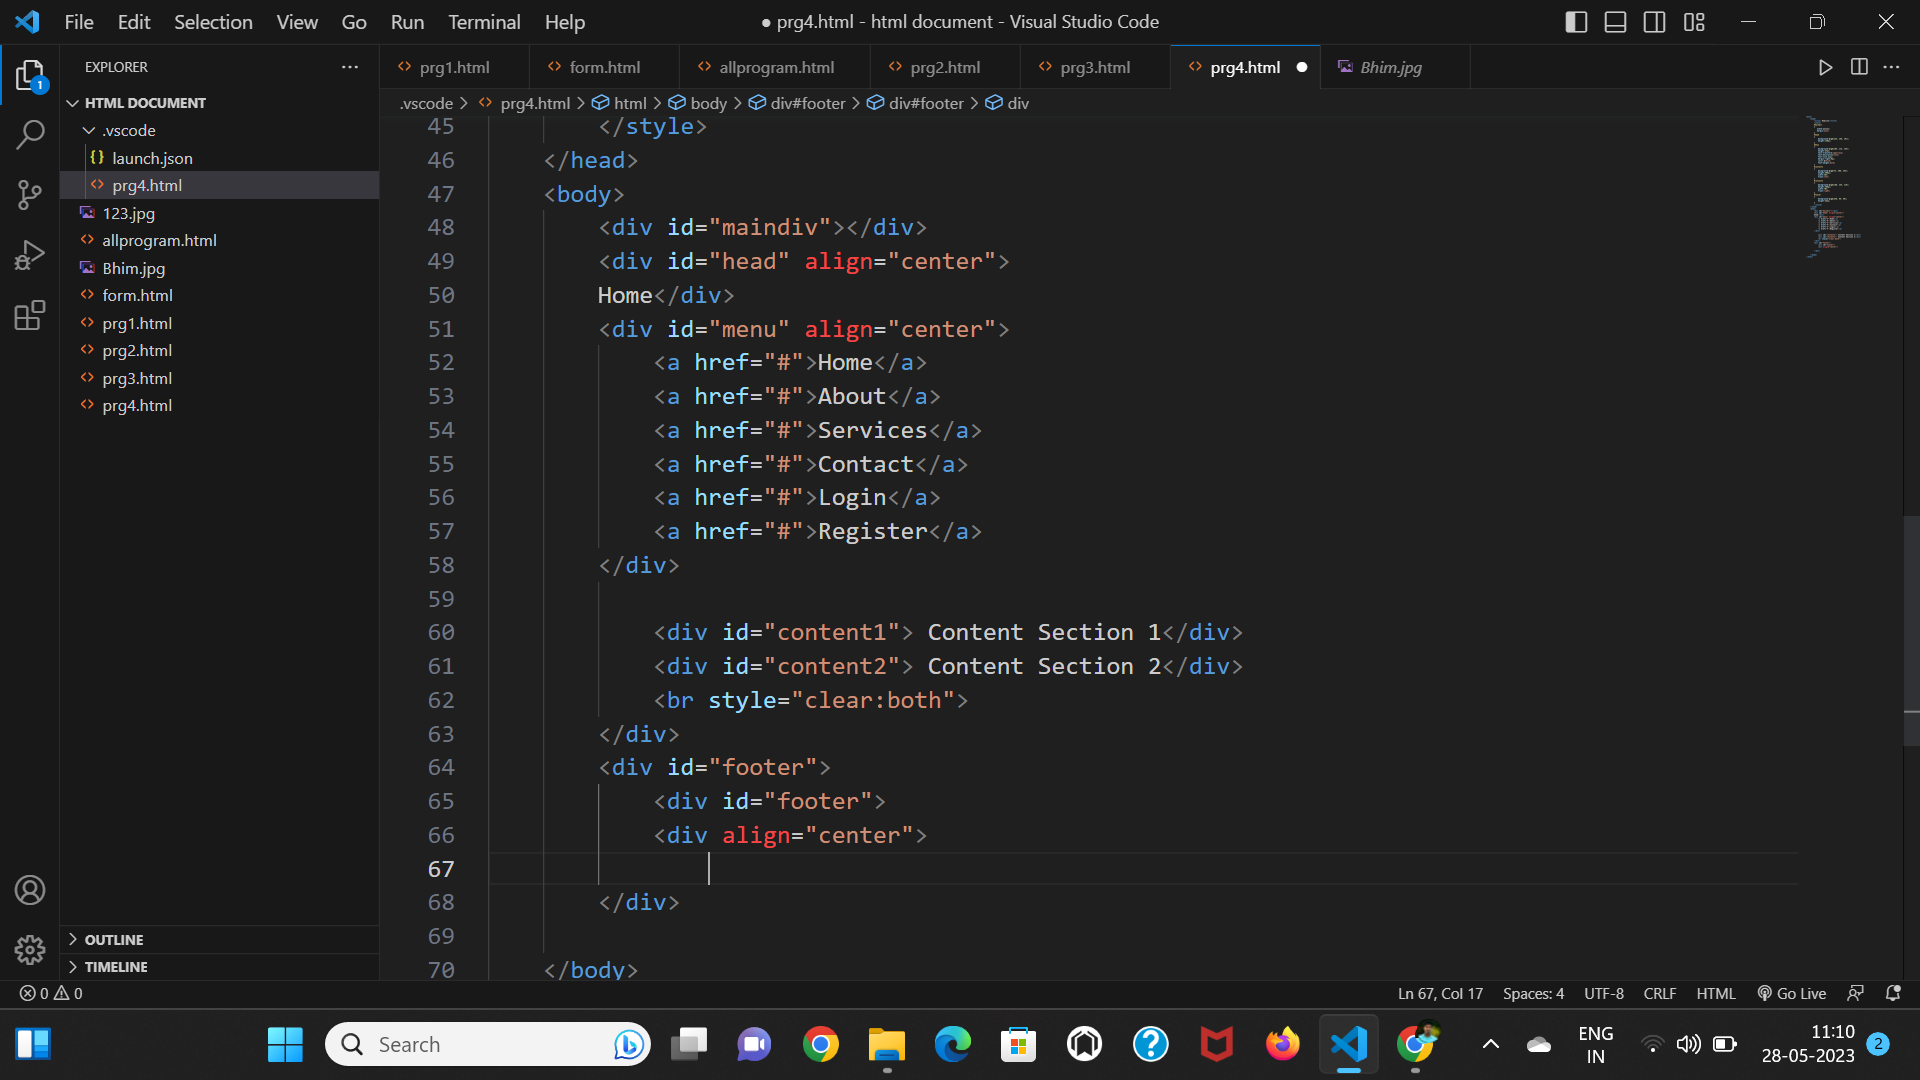 File Edit Selection View Go Run Terminal Help
● prg4.html - html document - Visual Studio Code
EXPLORER
HTML DOCUMENT
.vscode
launch.json
prg4.html
123.jpg
allprogram.html
Bhim.jpg
form.html
prg1.html
prg2.html
prg3.html
prg4.html
OUTLINE
TIMELINE
1
prg1.html form.html allprogram.html prg2.html prg3.html prg4.html ● Bhim.jpg
.vscode > prg4.html > html > body > div#footer > div#footer > div
45 </style>
46 </head>
47 <body>
48 <div id="maindiv"></div>
49 <div id="head" align="center">
50 Home</div>
51 <div id="menu" align="center">
52 <a href="#">Home</a>
53 <a href="#">About</a>
54 <a href="#">Services</a>
55 <a href="#">Contact</a>
56 <a href="#">Login</a>
57 <a href="#">Register</a>
58 </div>
59
60 <div id="content1"> Content Section 1</div>
61 <div id="content2"> Content Section 2</div>
62 <br style="clear:both">
63 </div>
64 <div id="footer">
65 <div id="footer">
66 <div align="center">
67
68 </div>
69
70 </body>
0 0
Ln 67, Col 17 Spaces: 4 UTF-8 CRLF HTML Go Live
Search
ENG
IN
11:10
28-05-2023
2